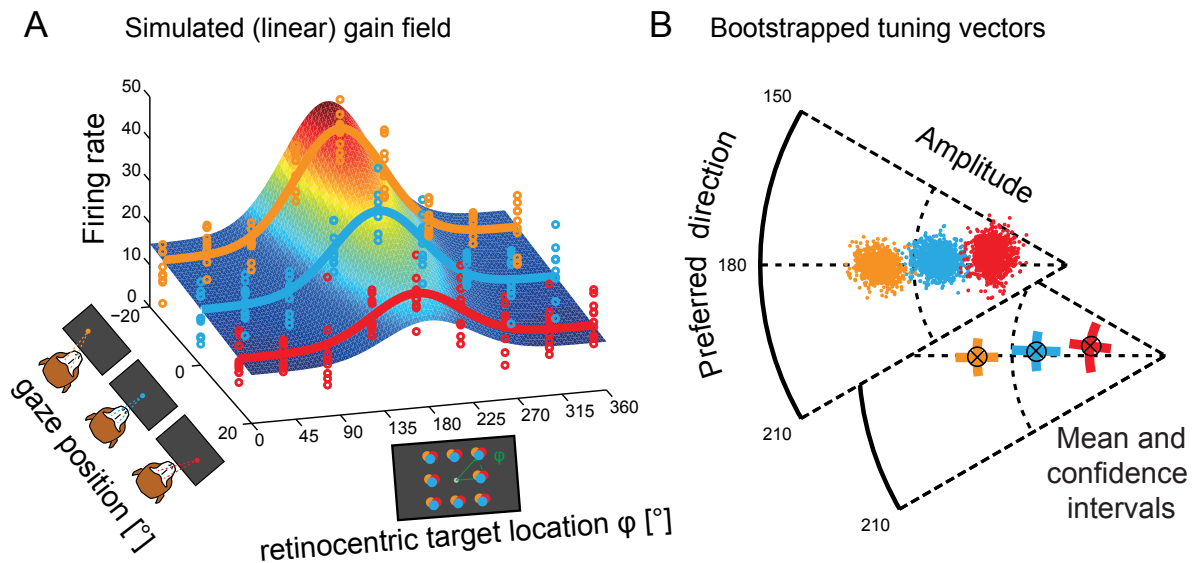 A
Simulated (linear) gain field
50
40
30
20
10
0
Firing rate
−20
0
20
gaze position [°]
0
45
90
135
180
225
270
315
360
φ
retinocentric target location φ [°]
B
Bootstrapped tuning vectors
150
Amplitude
Preferred direction
180
210
Mean and
confidence
intervals
210